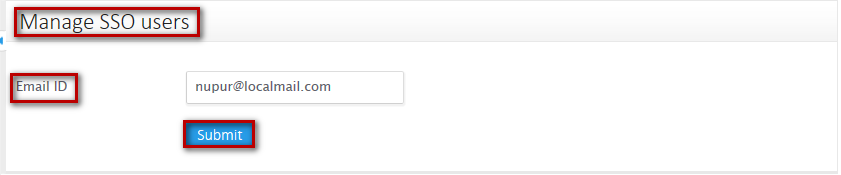 Manage SSO users
Email ID nupur@localmail.com
Submit